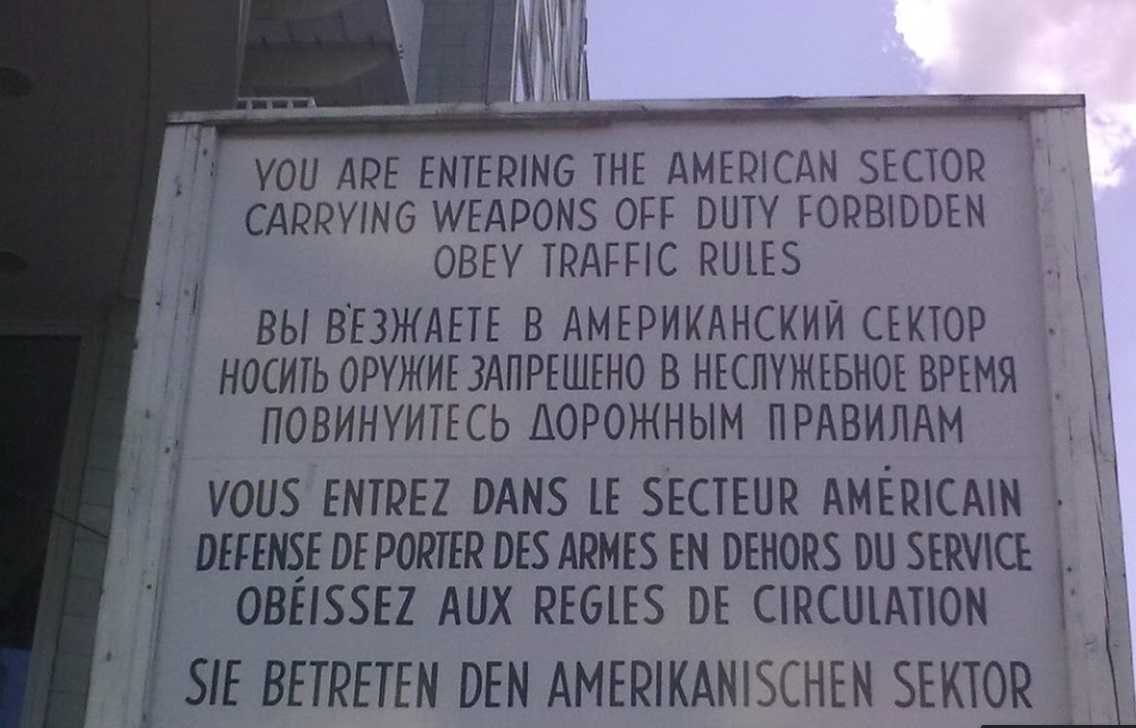 YOU ARE ENTERING THE AMERICAN SECTOR
CARRYING WEAPONS OFF DUTY FORBIDDEN
OBEY TRAFFIC RULES
ВЫ В'ЕЗЖАЕТЕ В АМЕРИКАНСКИЙ СЕКТОР
НОСИТЬ ОРУЖИЕ ЗАПРЕЩЕНО В НЕСЛУЖЕБНОЕ ВРЕМЯ
ПОВИНУИТЕСЬ ДОРОЖНЫМ ПРАВИЛАМ
VOUS ENTREZ DANS LE SECTEUR AMÉRICAIN
DEFENSE DE PORTER DES ARMES EN DEHORS DU SERVICE
OBÉISSEZ AUX REGLES DE CIRCULATION
SIE BETRETEN DEN AMERIKANISCHEN SEKTOR